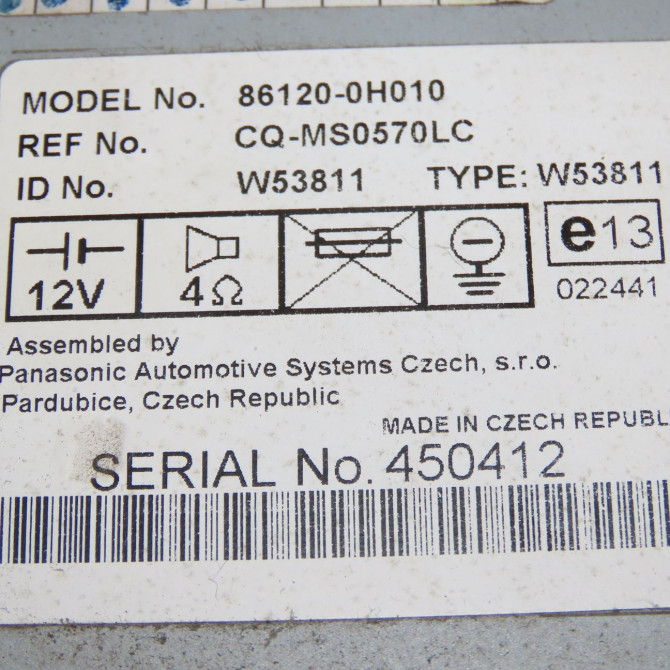 MODEL No. 86120-0H010
REF No. CQ-MS0570LC
ID No. W53811 TYPE: W53811
12V 4Ω e13
022441
Assembled by
Panasonic Automotive Systems Czech, s.r.o.
Pardubice, Czech Republic
MADE IN CZECH REPUBL
SERIAL No. 450412